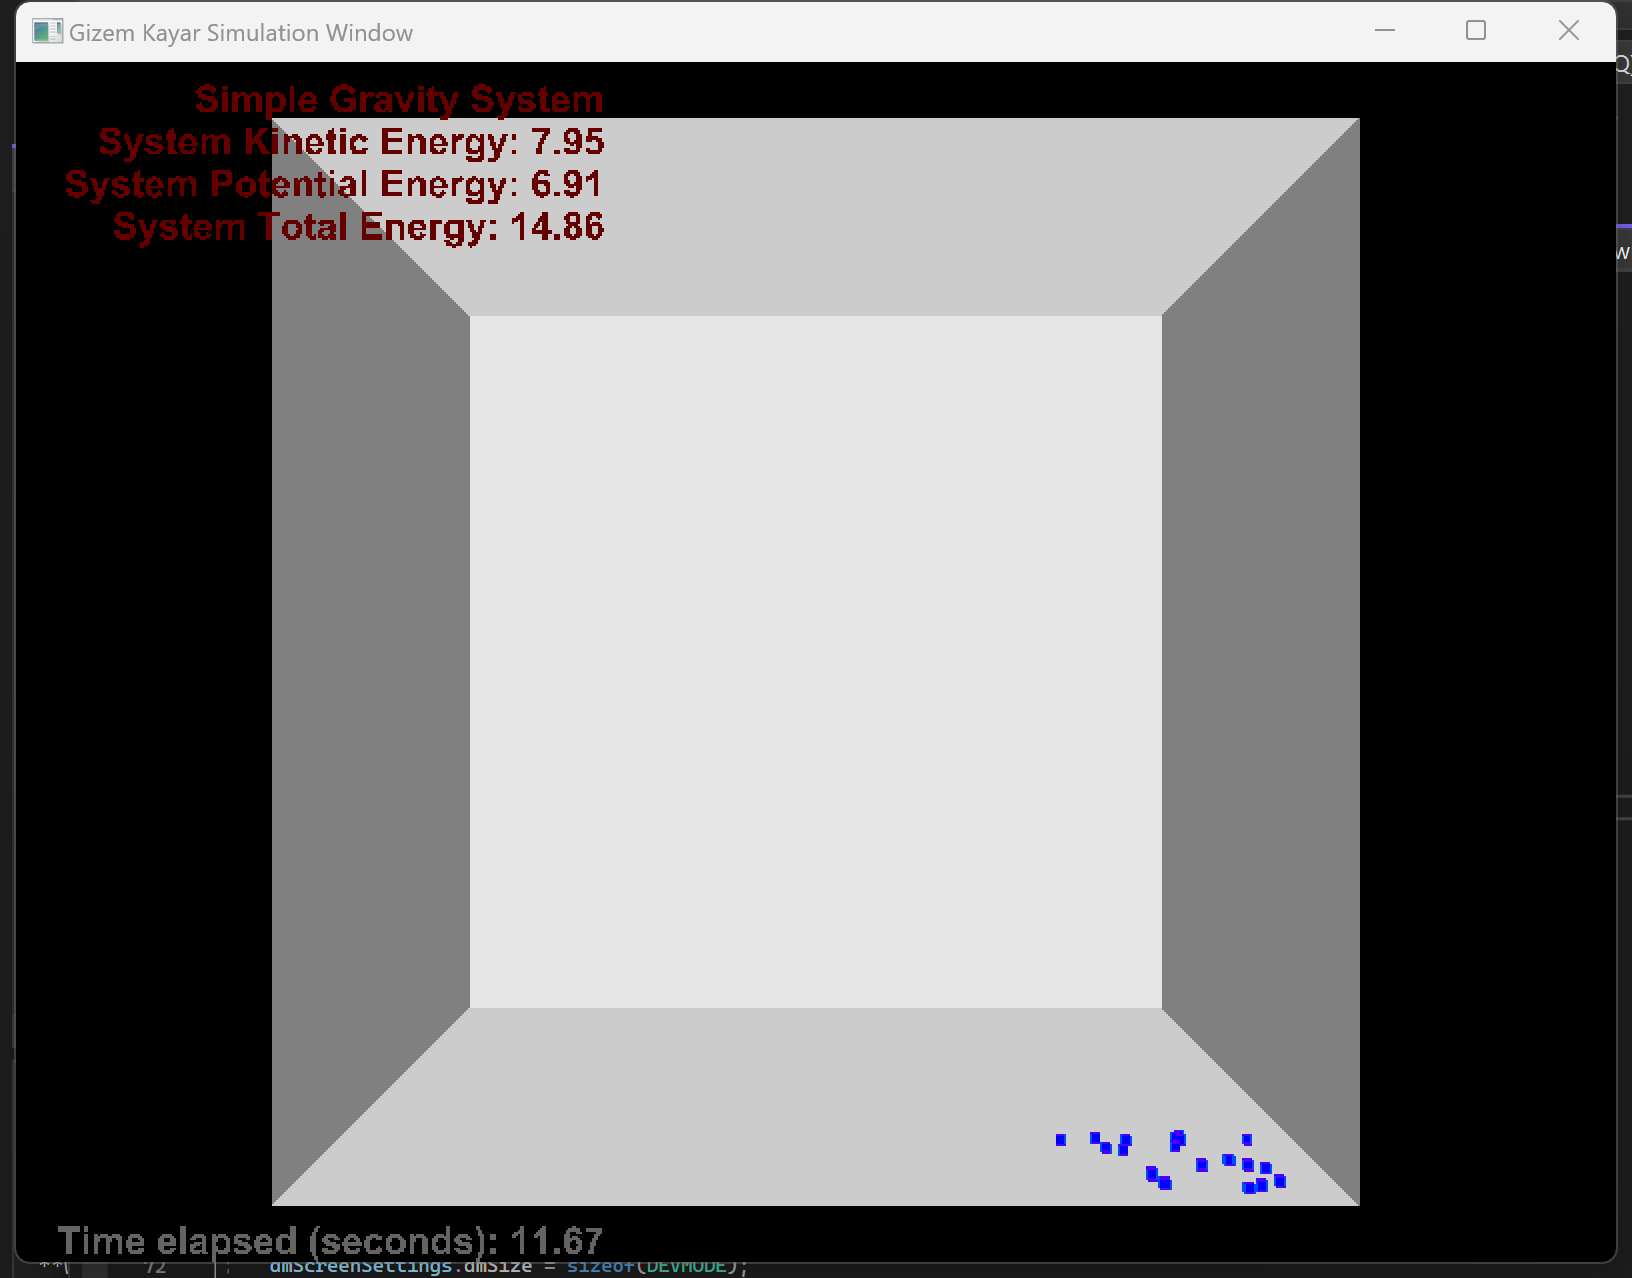 Gizem Kayar Simulation Window
Simple Gravity System
System Kinetic Energy: 7.95
System Potential Energy: 6.91
System Total Energy: 14.86
Time elapsed (seconds): 11.67
72 dmScreenSettings.dmSize = sizeof(DEVMODE);